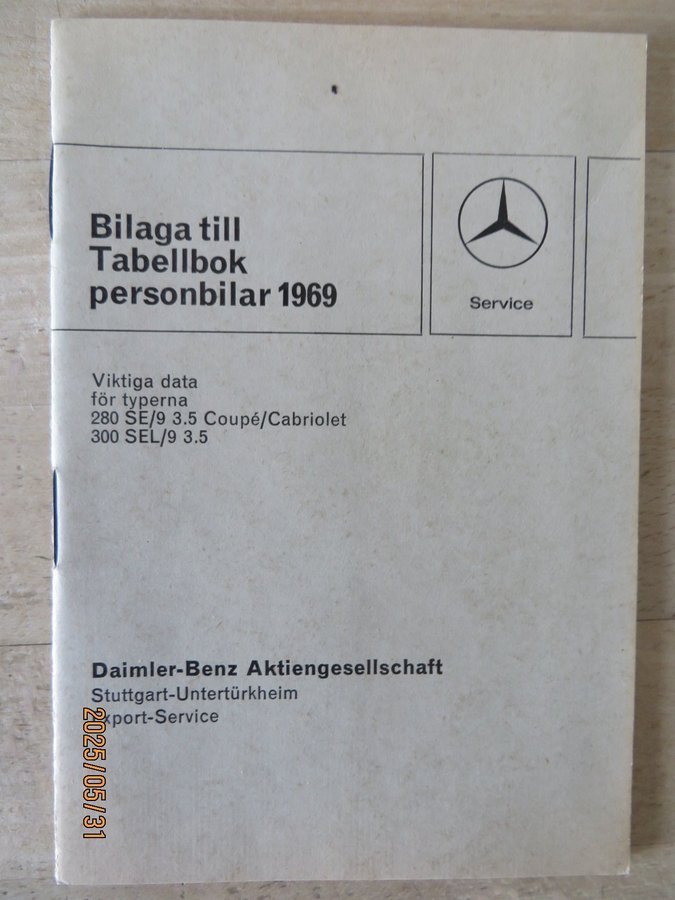 Bilaga till
Tabellbok
personbilar 1969
Service
Viktiga data
för typerna
280 SE/9 3.5 Coupé/Cabriolet
300 SEL/9 3.5
Daimler-Benz Aktiengesellschaft
Stuttgart-Untertürkheim
Export-Service
2025/05/31